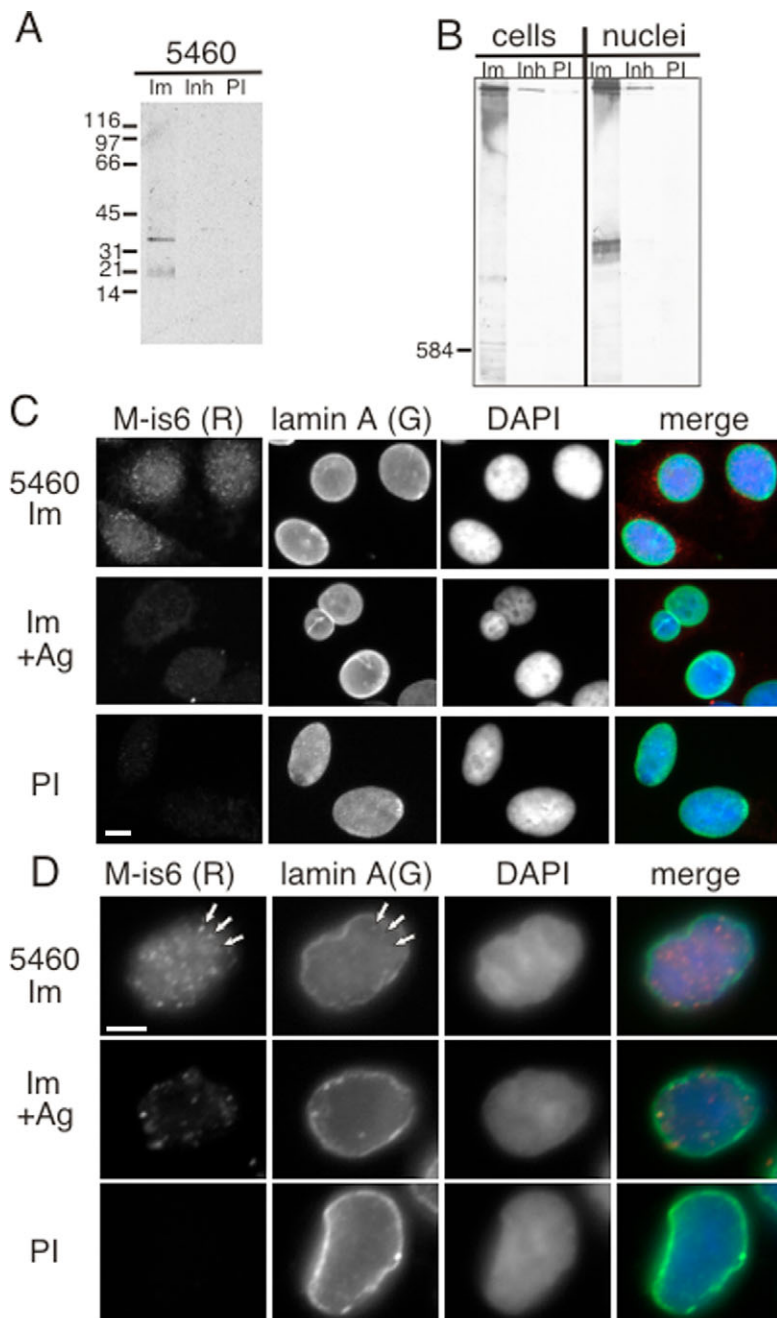 A
5460
Im Inh PI
116
97
66
45
31
21
14
B
cells nuclei
Im Inh PI Im Inh PI
584
C
M-is6 (R) lamin A (G) DAPI merge
5460
Im
Im
+Ag
PI
D
M-is6 (R) lamin A(G) DAPI merge
5460
Im
Im
+Ag
PI